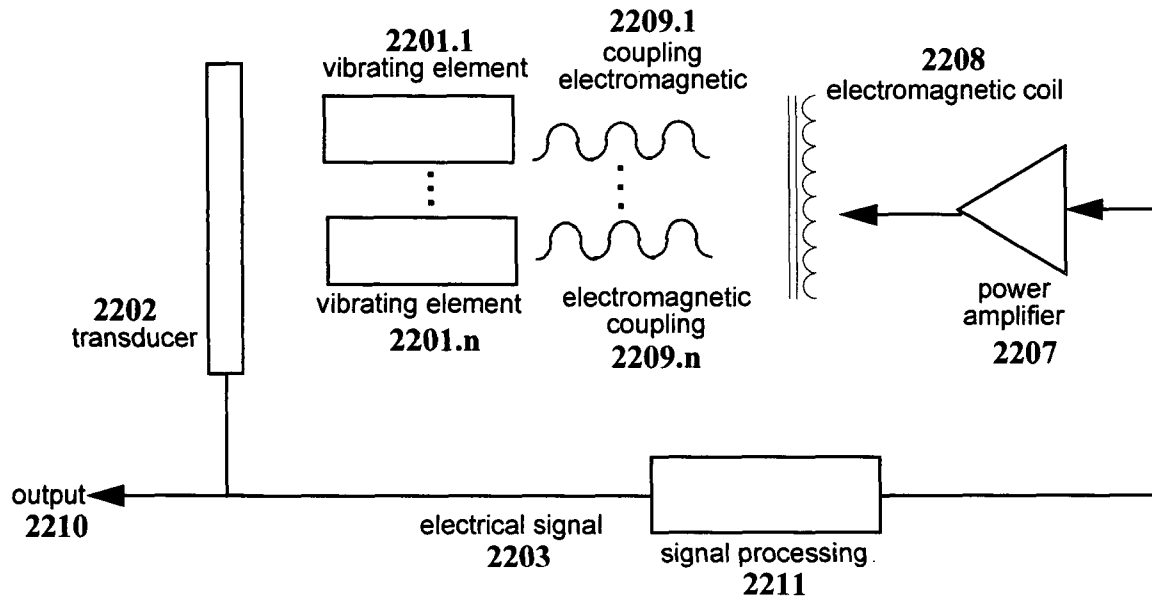 2201.1
vibrating element
2209.1
coupling
electromagnetic
2208
electromagnetic coil
2202
transducer
vibrating element
2201.n
electromagnetic
coupling
2209.n
power
amplifier
2207
output
2210
electrical signal
2203
signal processing
2211